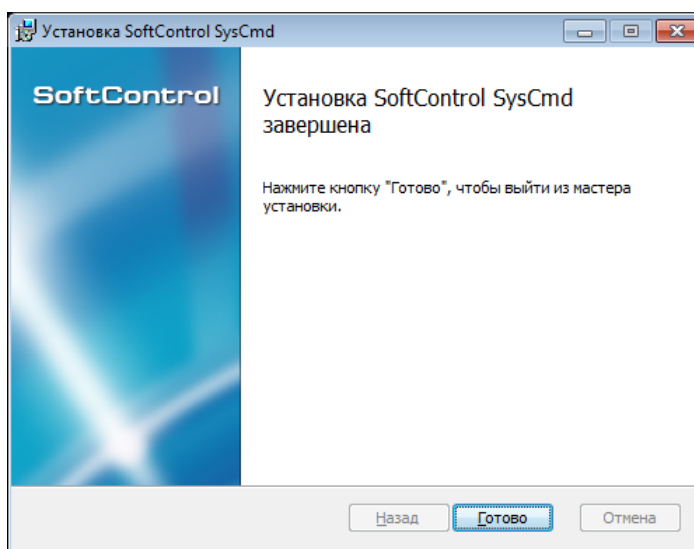 Установка SoftControl SysCmd
SoftControl
Установка SoftControl SysCmd
завершена
Нажмите кнопку "Готово", чтобы выйти из мастера
установки.
Назад Готово Отмена